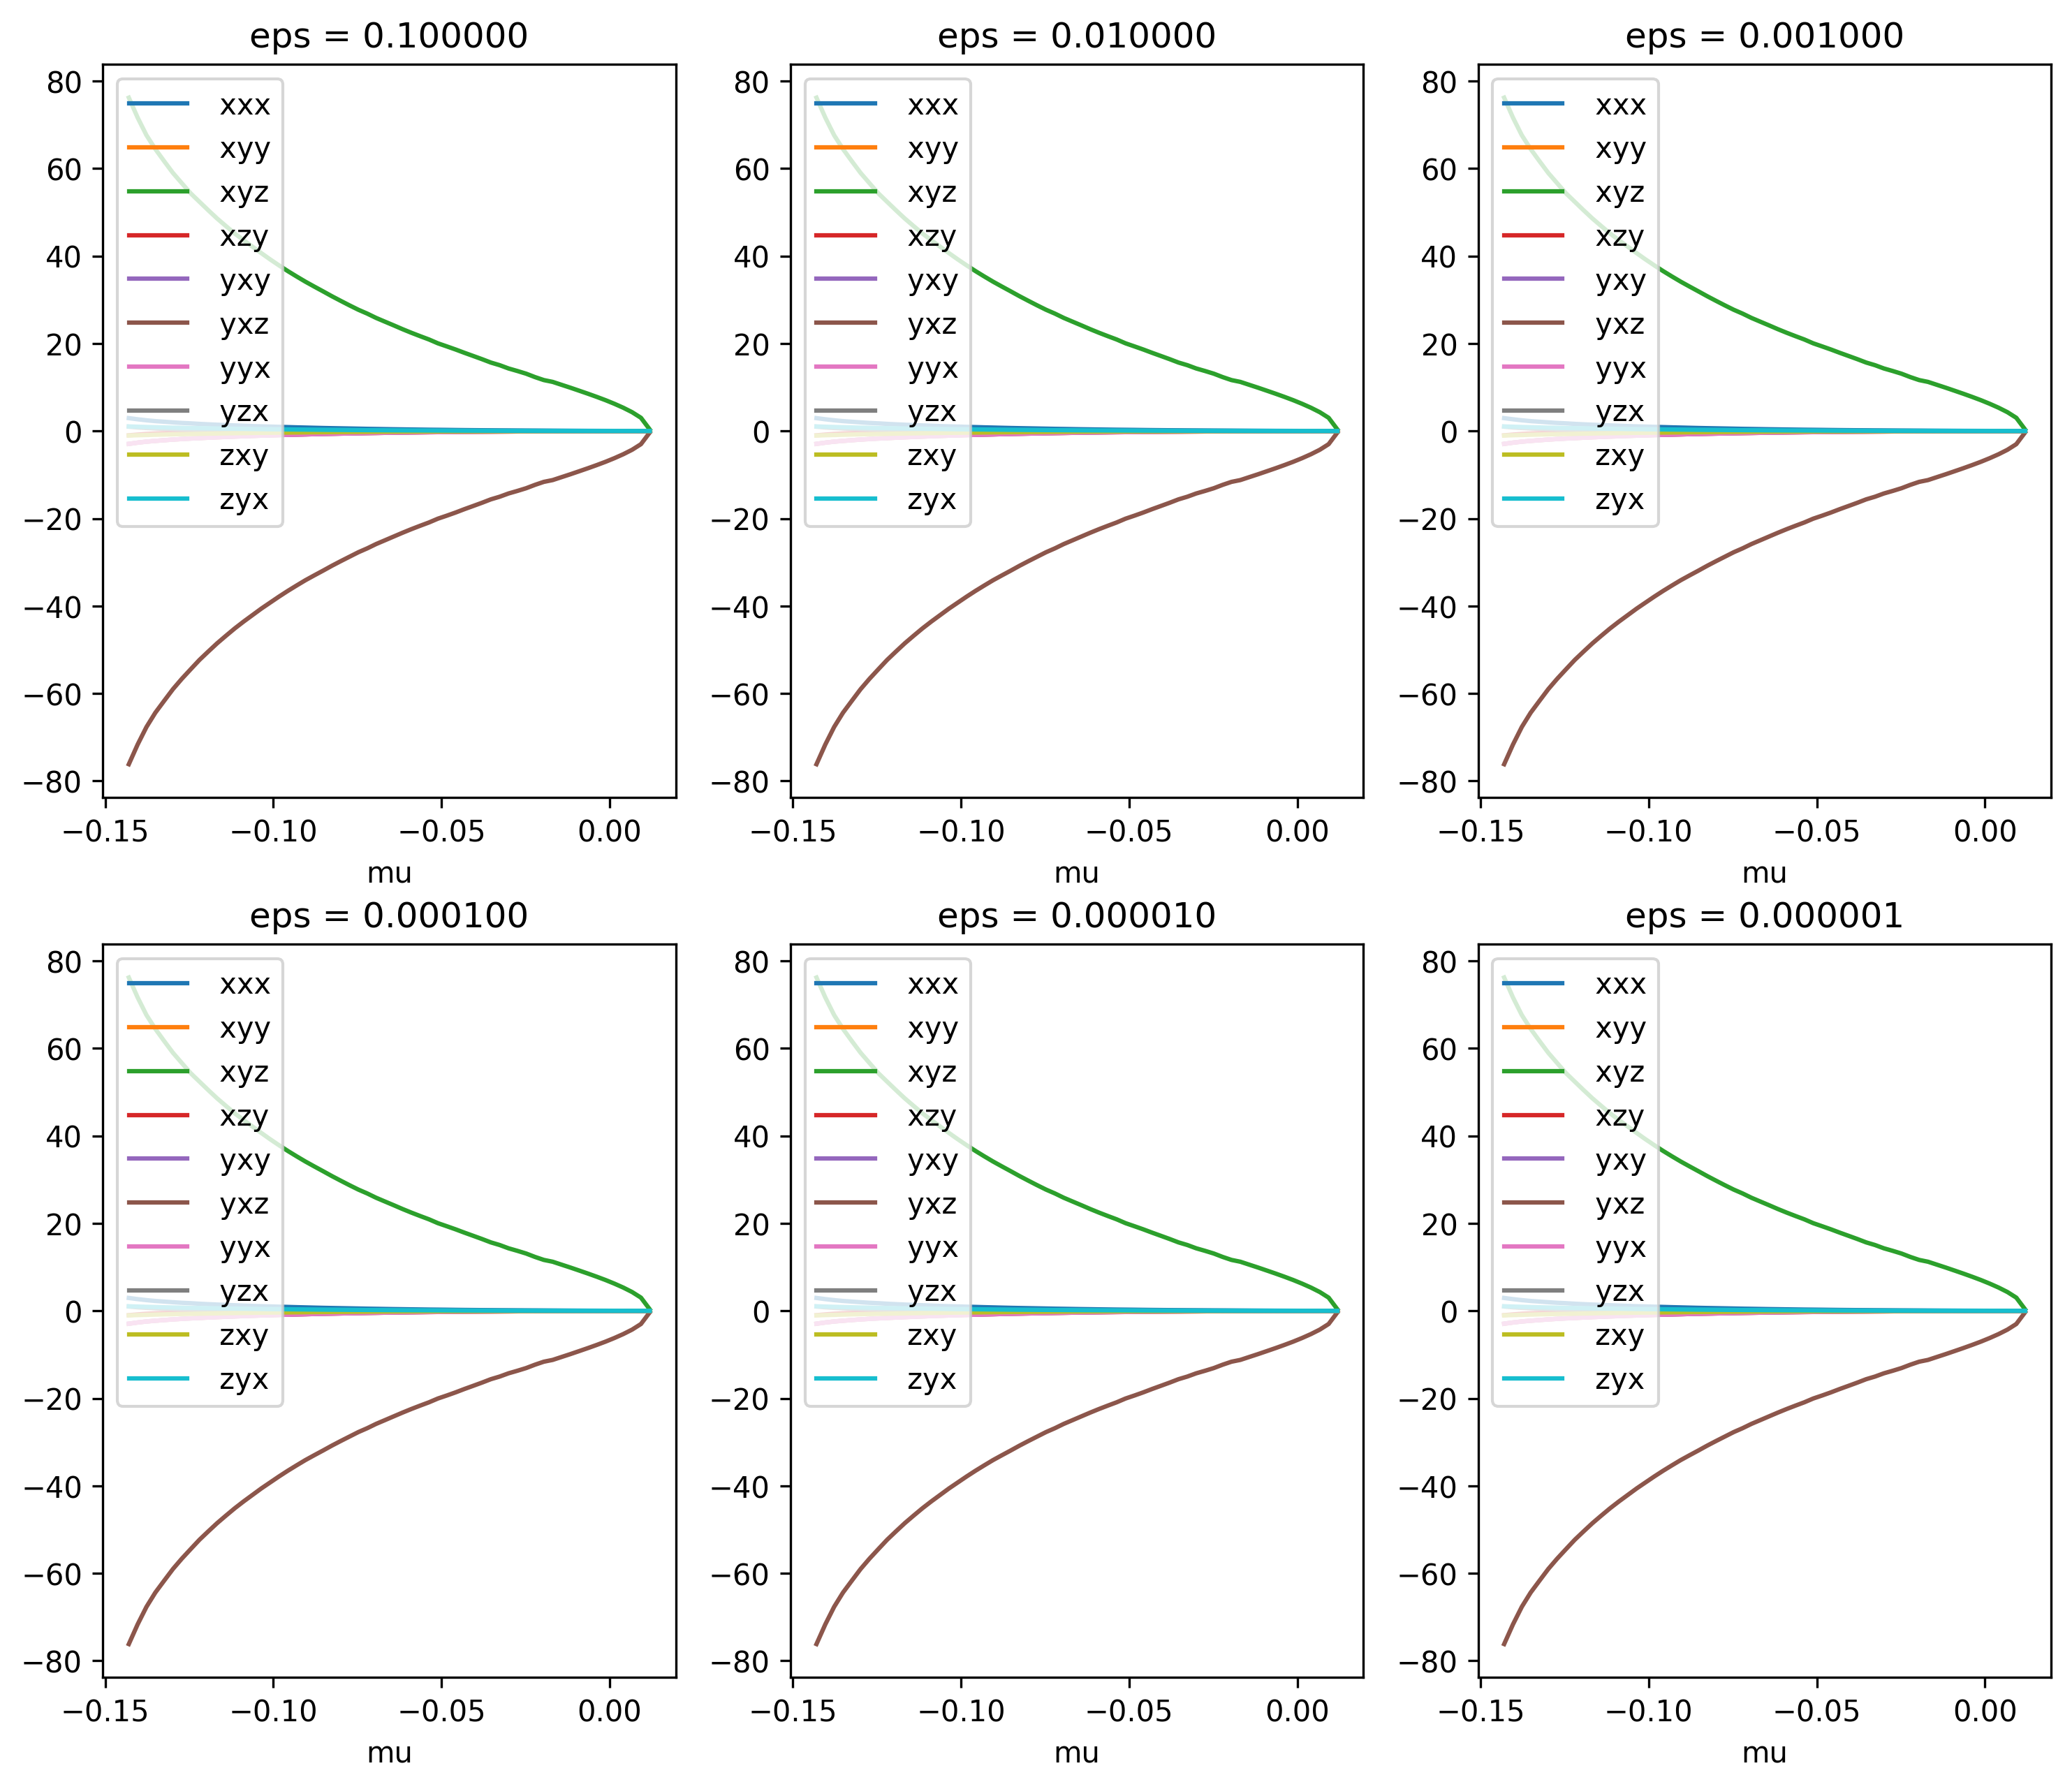 eps = 0.100000
80
60
40
20
0
−20
−40
−60
−80
xxx
xyy
xyz
xzy
yxy
yxz
yyx
yzx
zxy
zyx
−0.15 −0.10 −0.05 0.00
mu
eps = 0.010000
80
60
40
20
0
−20
−40
−60
−80
xxx
xyy
xyz
xzy
yxy
yxz
yyx
yzx
zxy
zyx
−0.15 −0.10 −0.05 0.00
mu
eps = 0.001000
80
60
40
20
0
−20
−40
−60
−80
xxx
xyy
xyz
xzy
yxy
yxz
yyx
yzx
zxy
zyx
−0.15 −0.10 −0.05 0.00
mu
eps = 0.000100
80
60
40
20
0
−20
−40
−60
−80
xxx
xyy
xyz
xzy
yxy
yxz
yyx
yzx
zxy
zyx
−0.15 −0.10 −0.05 0.00
mu
eps = 0.000010
80
60
40
20
0
−20
−40
−60
−80
xxx
xyy
xyz
xzy
yxy
yxz
yyx
yzx
zxy
zyx
−0.15 −0.10 −0.05 0.00
mu
eps = 0.000001
80
60
40
20
0
−20
−40
−60
−80
xxx
xyy
xyz
xzy
yxy
yxz
yyx
yzx
zxy
zyx
−0.15 −0.10 −0.05 0.00
mu